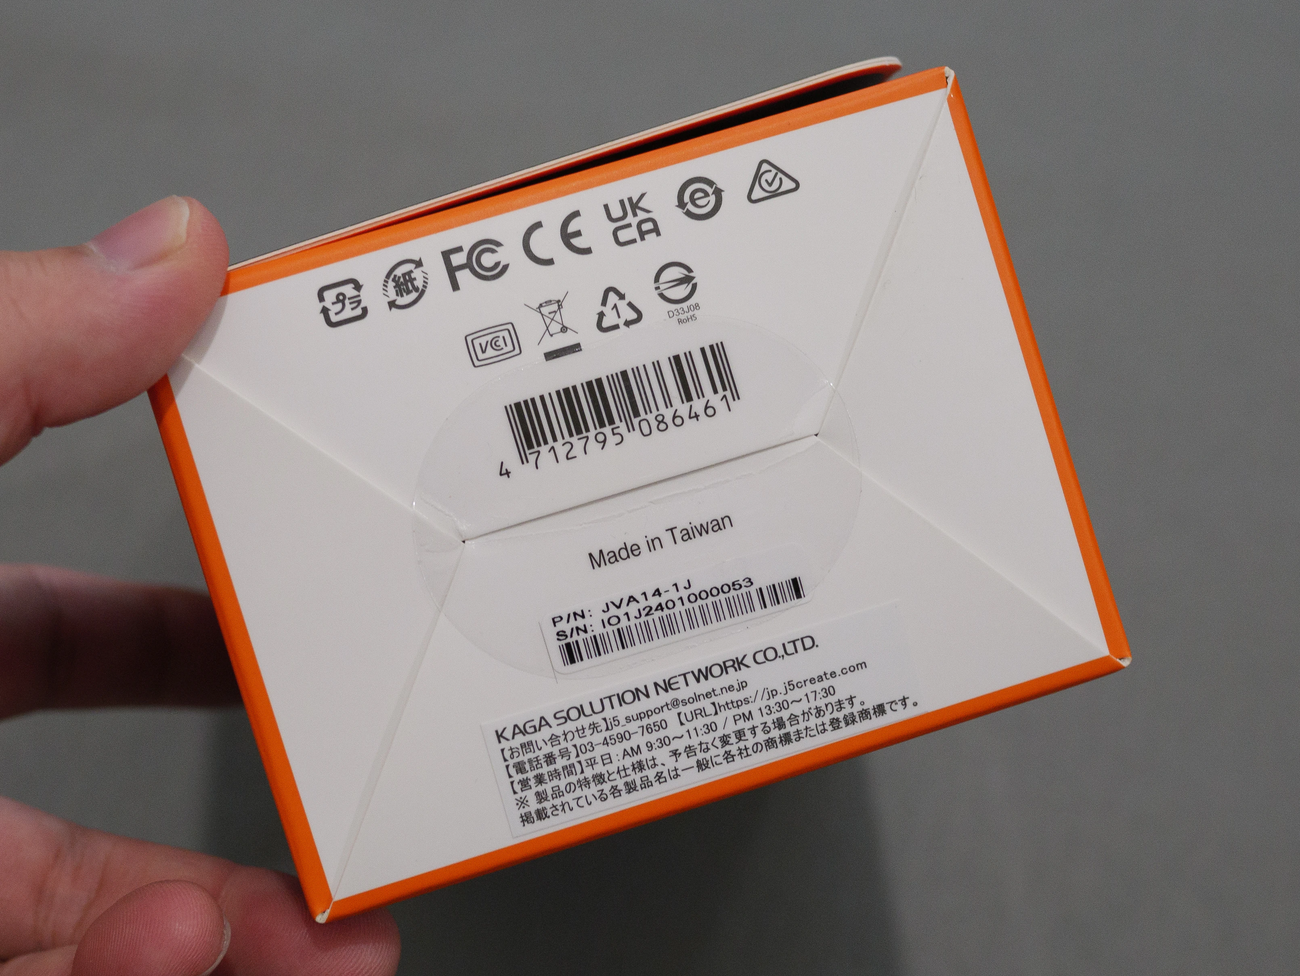 プラ 紙 FC CE UK CA e
VCI 1 D33J08
RoHS
4 712795 086461
Made in Taiwan
P/N: JVA14-1J
S/N: IO1J2401000053
KAGA SOLUTION NETWORK CO.,LTD.
【お問い合わせ先】j5_support@solnet.ne.jp
【電話番号】03-4590-7650 【URL】https://jp.j5create.com
【営業時間】平日：AM 9:30～11:30 / PM 13:30～17:30
※ 製品の特徴と仕様は、予告なく変更する場合があります。
掲載されている各製品名は一般に各社の商標または登録商標です。